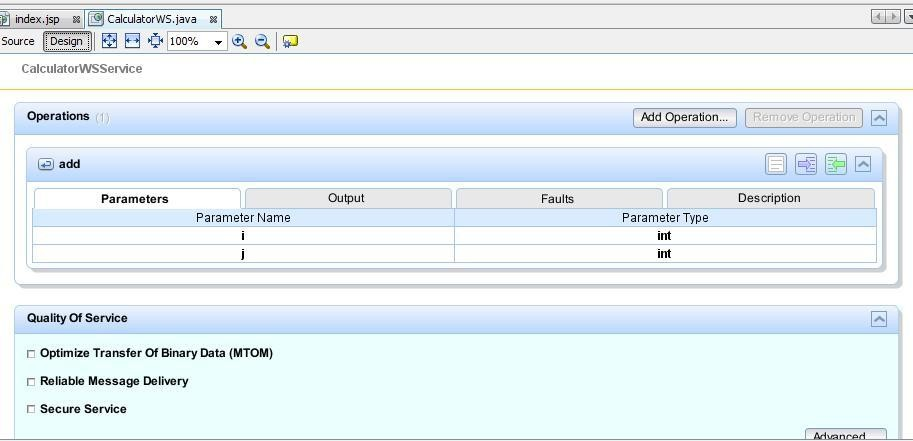 index.jsp CalculatorWS.java
Source Design 100%
CalculatorWSService
Operations (1) Add Operation... Remove Operation
add
Parameters Output Faults Description
Parameter Name Parameter Type
i int
j int
Quality Of Service
Optimize Transfer Of Binary Data (MTOM)
Reliable Message Delivery
Secure Service
Advanced...